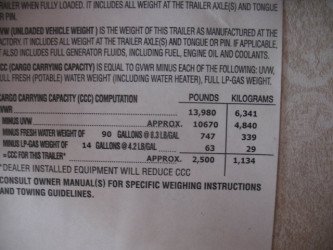 TRAILER WHEN FULLY LOADED. IT INCLUDES ALL WEIGHT AT THE TRAILER AXLE(S) AND TONGUE
OR PIN.
UVW (UNLOADED VEHICLE WEIGHT) IS THE WEIGHT OF THIS TRAILER AS MANUFACTURED AT THE
FACTORY. IT INCLUDES ALL WEIGHT AT TRAILER AXLE(S) AND TONGUE OR PIN. IF APPLICABLE,
IT ALSO INCLUDES FULL GENERATOR FLUIDS, INCLUDING FUEL, ENGINE OIL AND COOLANTS.
CCC (CARGO CARRYING CAPACITY) IS EQUAL TO GVWR MINUS EACH OF THE FOLLOWING: UVW,
FULL FRESH (POTABLE) WATER WEIGHT (INCLUDING WATER HEATER), FULL LP-GAS WEIGHT.
CARGO CARRYING CAPACITY (CCC) COMPUTATION POUNDS KILOGRAMS
GVWR 13,980 6,341
MINUS UVW APPROX. 10670 4,840
MINUS FRESH WATER WEIGHT OF 90 GALLONS @ 8.3 LB/GAL 747 339
MINUS LP-GAS WEIGHT OF 14 GALLONS @ 4.2 LB/GAL 63 29
= CCC FOR THIS TRAILER* APPROX. 2,500 1,134
*DEALER INSTALLED EQUIPMENT WILL REDUCE CCC
CONSULT OWNER MANUAL(S) FOR SPECIFIC WEIGHING INSTRUCTIONS
AND TOWING GUIDELINES.